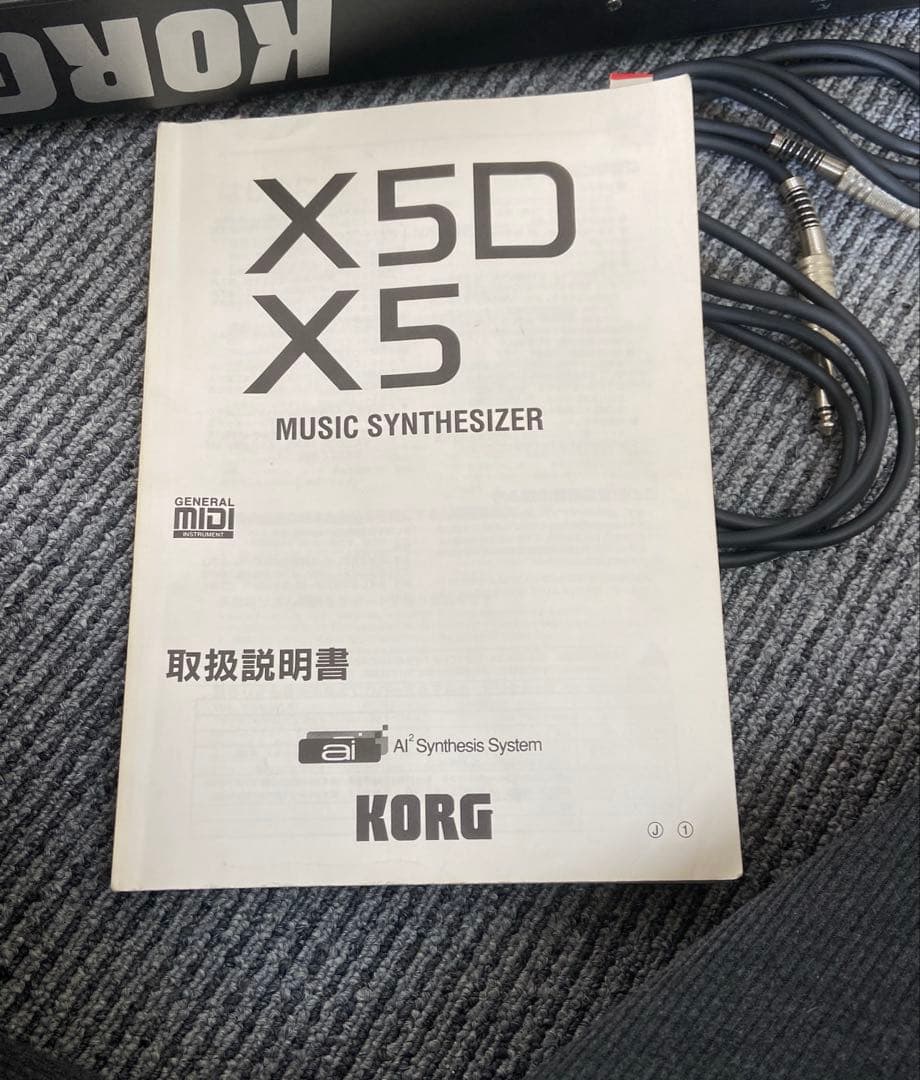 KORG
X5D
X5
MUSIC SYNTHESIZER
GENERAL
MIDI
INSTRUMENT
取扱説明書
ai AI² Synthesis System
KORG
J 1